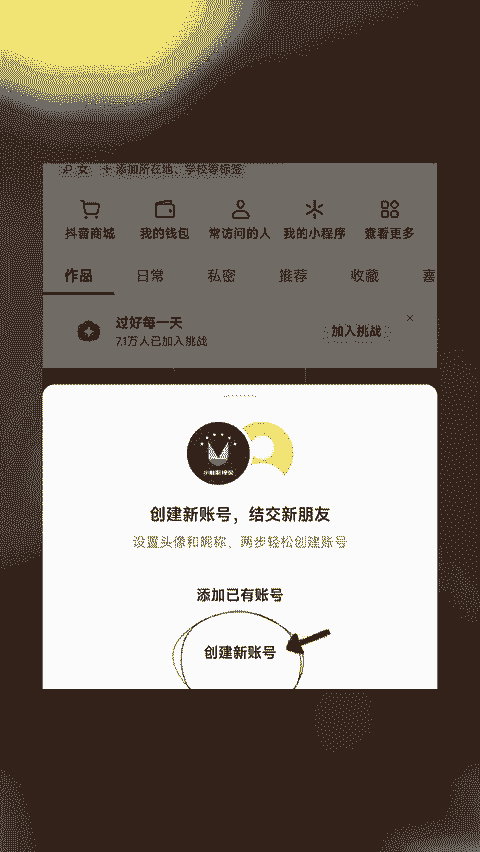 女 + 添加所在地、学校等标签
抖音商城 我的钱包 常访问的人 我的小程序 查看更多
作品 日常 私密 推荐 收藏 喜
过好每一天
7.1万人已加入挑战
加入挑战
创建新账号，结交新朋友
设置头像和昵称，两步轻松创建账号
添加已有账号
创建新账号